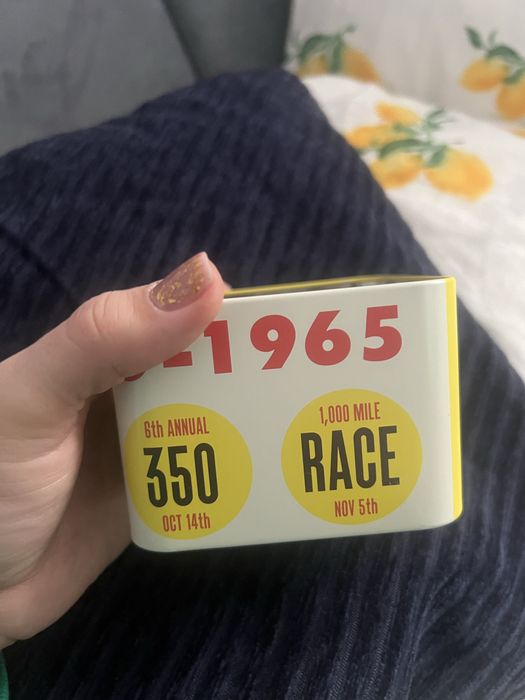 -1965
6th ANNUAL
350
OCT 14th
1,000 MILE
RACE
NOV 5th